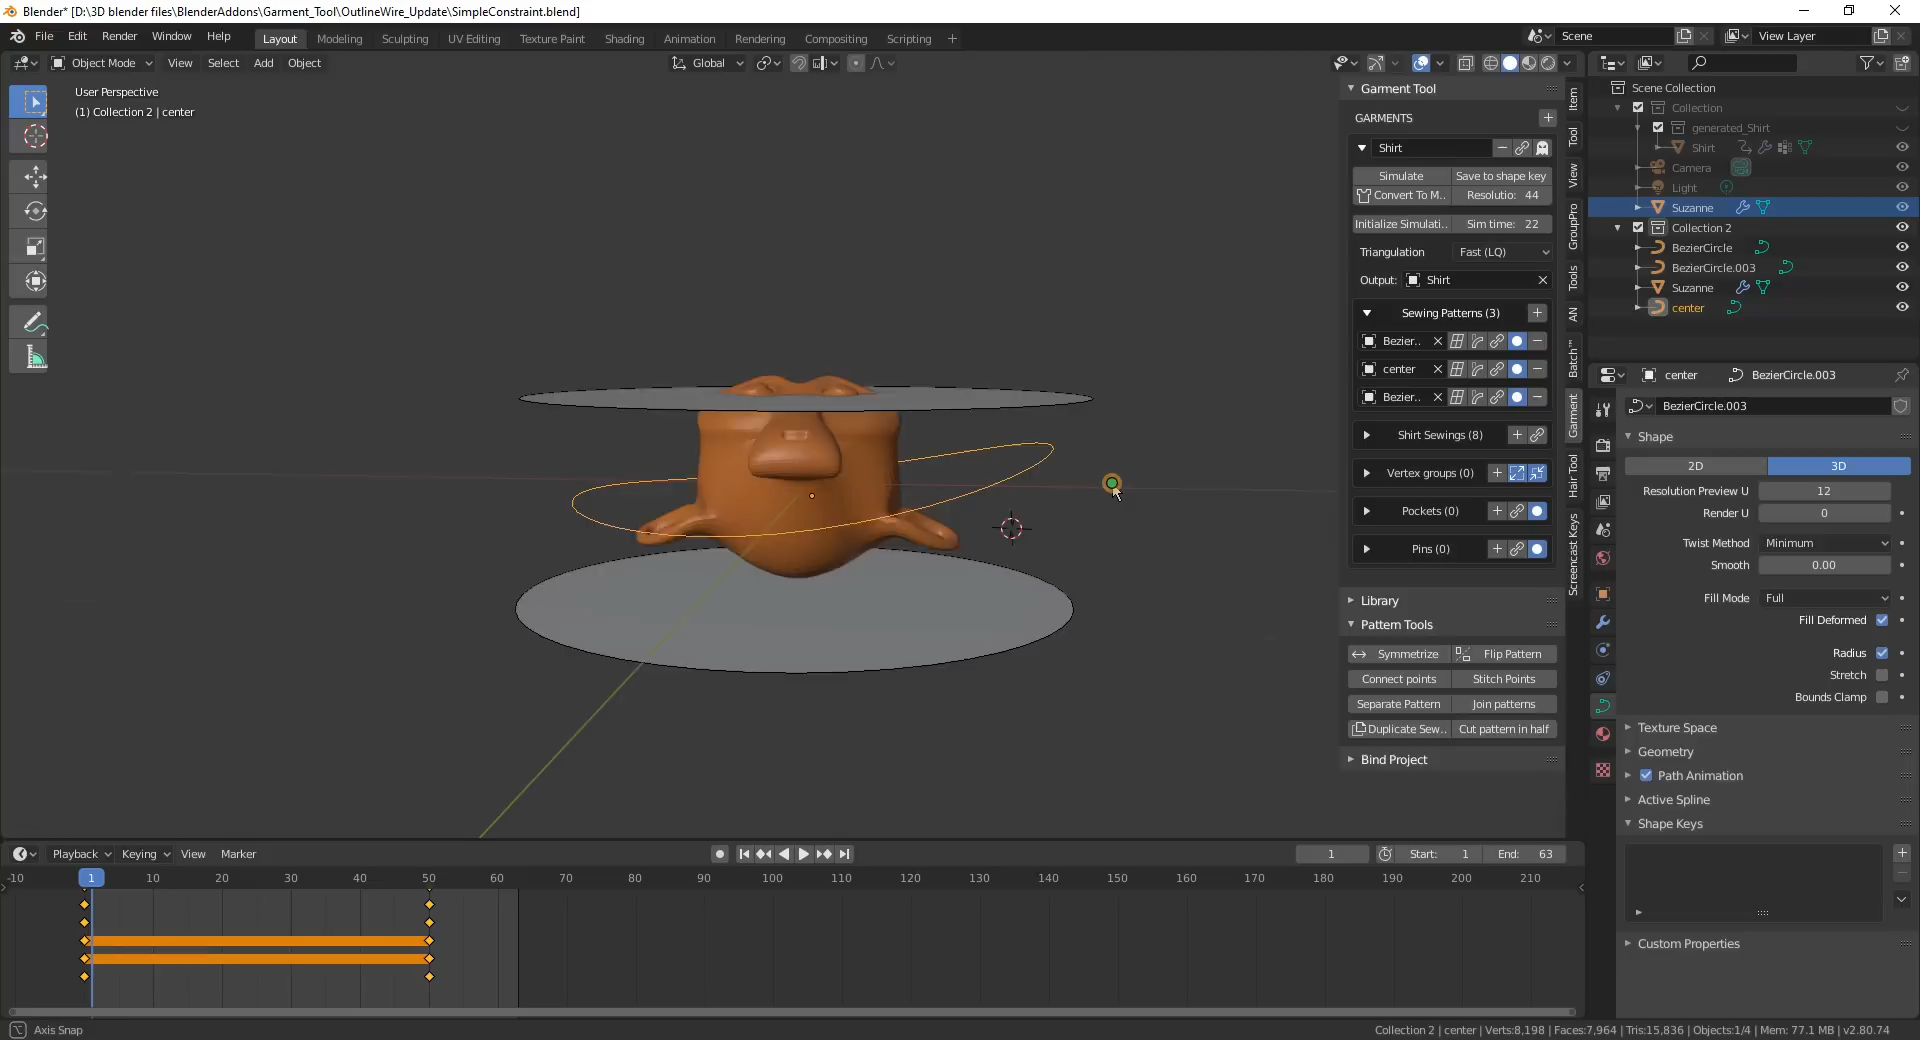 Blender* [D:\3D blender files\BlenderAddons\Garment_Tool\OutlineWire_Update\SimpleConstraint.blend]
File Edit Render Window Help Layout Modeling Sculpting UV Editing Texture Paint Shading Animation Rendering Compositing Scripting + Scene View Layer
Object Mode View Select Add Object Global
User Perspective
(1) Collection 2 | center
Garment Tool
GARMENTS
Shirt
Simulate Save to shape key
Convert To M.. Resolutio: 44
Initialize Simulati.. Sim time: 22
Triangulation Fast (LQ)
Output: Shirt
Sewing Patterns (3)
Bezier..
center
Bezier..
Shirt Sewings (8)
Vertex groups (0)
Pockets (0)
Pins (0)
Library
Pattern Tools
Symmetrize Flip Pattern
Connect points Stitch Points
Separate Pattern Join patterns
Duplicate Sew.. Cut pattern in half
Bind Project
Item
Tool
View
GroupPro
Tools
AN
Batch™
Garment
Hair Tool
Screencast Keys
Scene Collection
Collection
generated_Shirt
Shirt
Camera
Light
Suzanne
Collection 2
BezierCircle
BezierCircle.003
Suzanne
center
center BezierCircle.003
BezierCircle.003
Shape
2D 3D
Resolution Preview U 12
Render U 0
Twist Method Minimum
Smooth 0.00
Fill Mode Full
Fill Deformed
Radius
Stretch
Bounds Clamp
Texture Space
Geometry
Path Animation
Active Spline
Shape Keys
Custom Properties
Playback Keying View Marker 1 Start: 1 End: 63
-10 1 10 20 30 40 50 60 70 80 90 100 110 120 130 140 150 160 170 180 190 200 210
Axis Snap
Collection 2 | center | Verts:8,198 | Faces:7,964 | Tris:15,836 | Objects:1/4 | Mem: 77.1 MB | v2.80.74